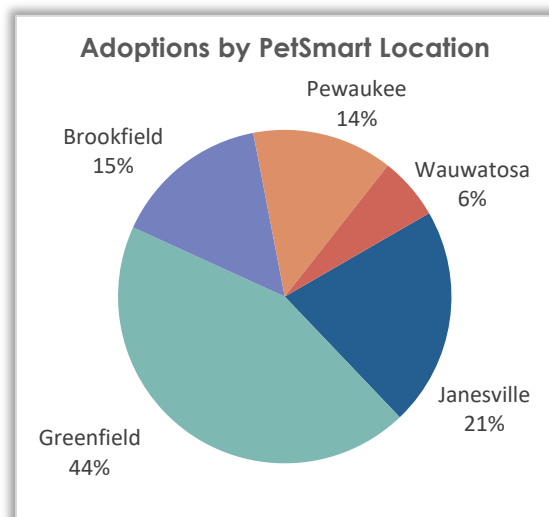 Adoptions by PetSmart Location
Pewaukee
14%
Brookfield
15%
Wauwatosa
6%
Janesville
21%
Greenfield
44%